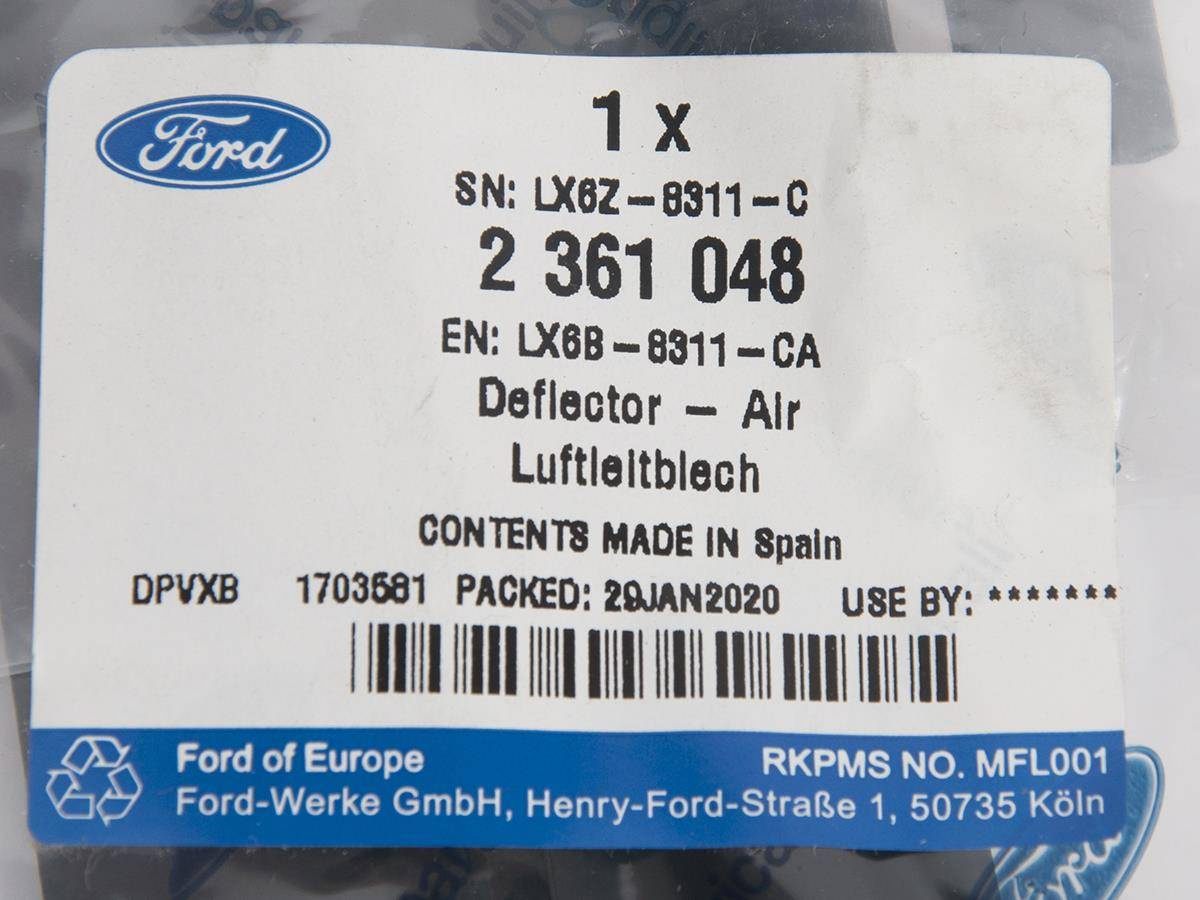 Ford
1 x
SN: LX6Z-8311-C
2 361 048
EN: LX6B-8311-CA
Deflector - Air
Luftleitblech
CONTENTS MADE IN Spain
DPVXB 1703581 PACKED: 29JAN2020 USE BY: *******
Ford of Europe RKPMS NO. MFL001
Ford-Werke GmbH, Henry-Ford-Straße 1, 50735 Köln